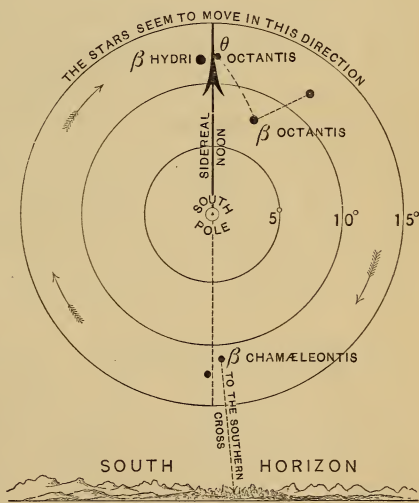 THE STARS SEEM TO MOVE IN THIS DIRECTION
β HYDRI
θ OCTANTIS
β OCTANTIS
SIDEREAL
NOON
SOUTH
POLE
5° 10° 15°
β CHAMÆLEONTIS
TO THE SOUTHERN
CROSS
SOUTH HORIZON